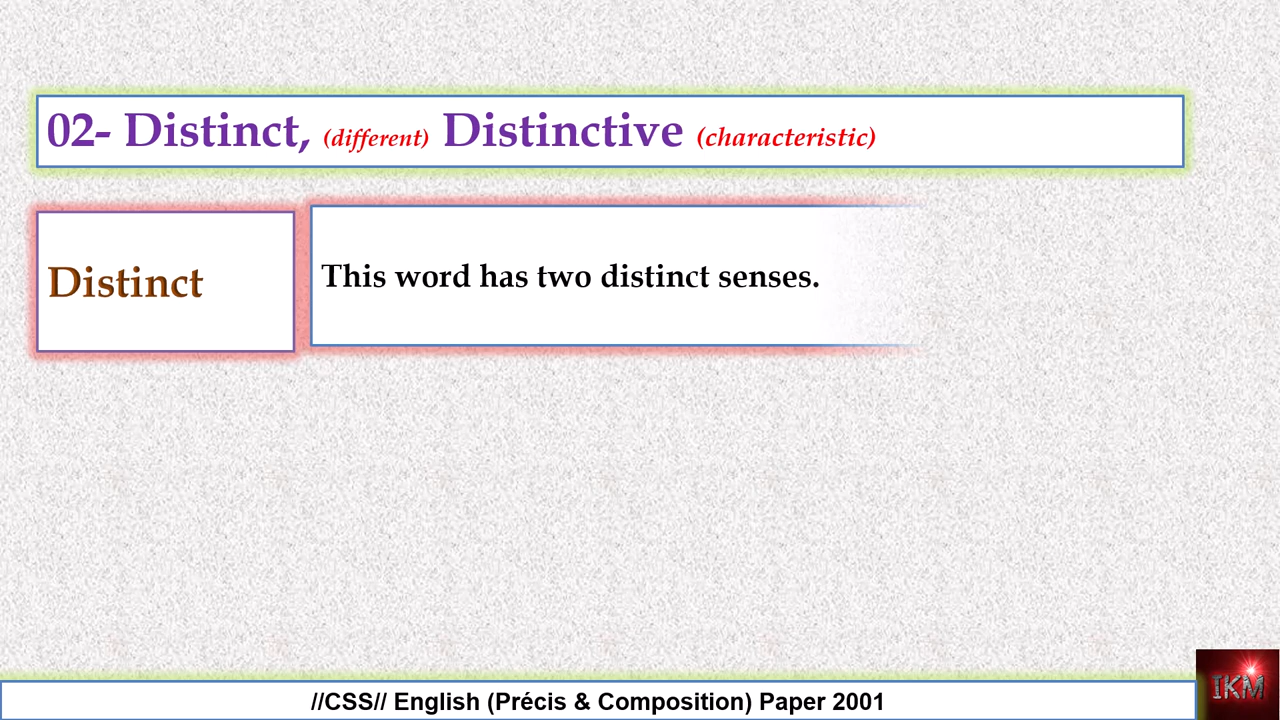 02- Distinct, (different) Distinctive (characteristic)
Distinct
This word has two distinct senses.
//CSS// English (Précis & Composition) Paper 2001
IKM